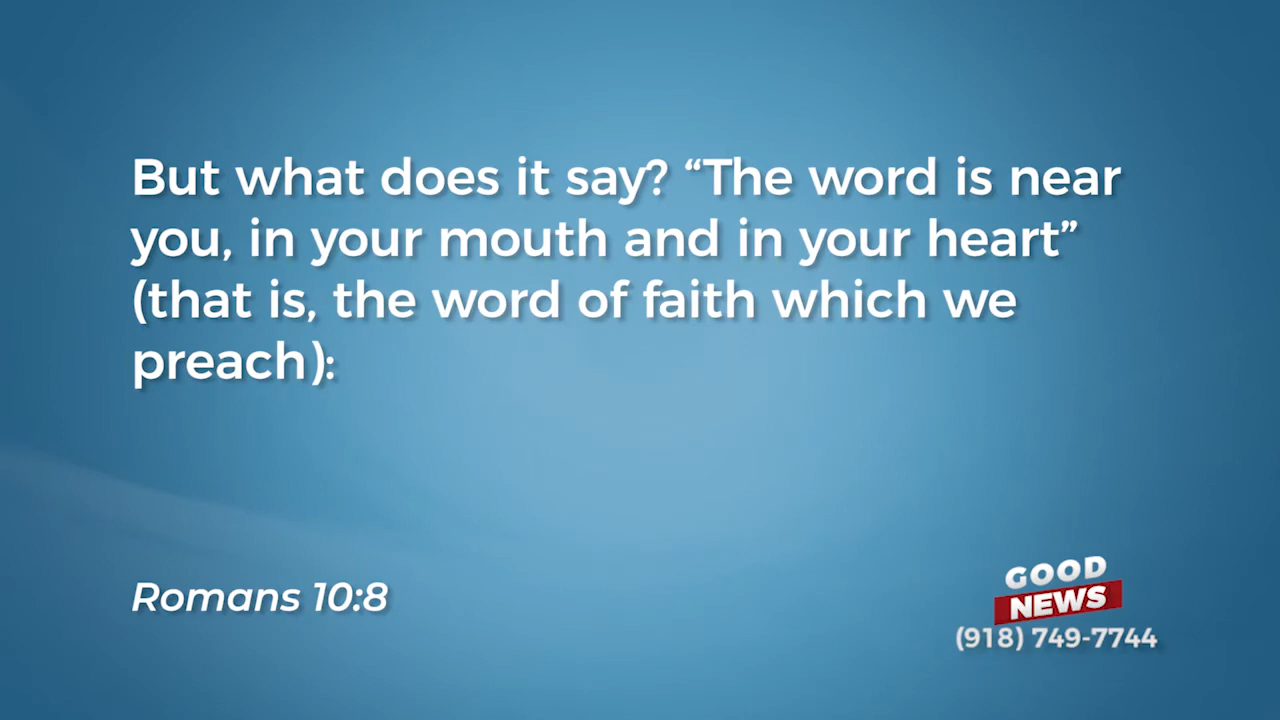 But what does it say? “The word is near
you, in your mouth and in your heart”
(that is, the word of faith which we
preach):
Romans 10:8
GOOD
NEWS
(918) 749-7744